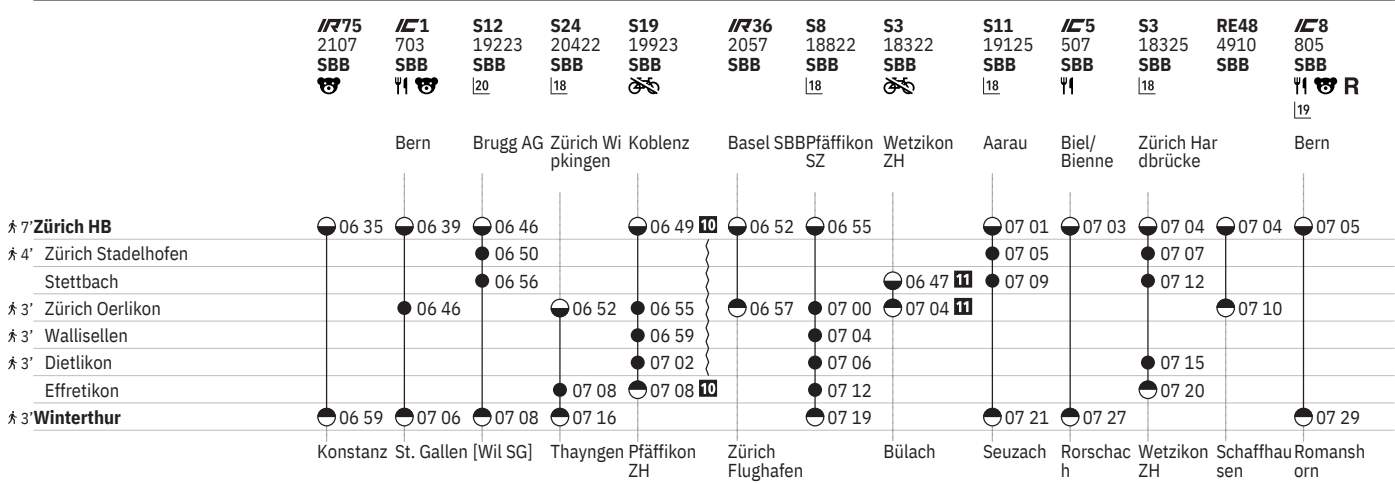 IR75 IC1 S12 S24 S19 IR36 S8 S3 S11 IC5 S3 RE48 IC8
2107 703 19223 20422 19923 2057 18822 18322 19125 507 18325 4910 805
SBB SBB SBB SBB SBB SBB SBB SBB SBB SBB SBB SBB SBB
20 18 18 18 18 R
19
Bern Brugg AG Zürich Wi Koblenz Basel SBB Pfäffikon Wetzikon Aarau Biel/ Zürich Har Bern
pkingen SZ ZH Bienne dbrücke
7' Zürich HB 06 35 06 39 06 46 06 49 10 06 52 06 55 07 01 07 03 07 04 07 04 07 05
4' Zürich Stadelhofen 06 50 07 05 07 07
Stettbach 06 56 06 47 11 07 09 07 12
3' Zürich Oerlikon 06 46 06 52 06 55 06 57 07 00 07 04 11 07 10
3' Wallisellen 06 59 07 04
3' Dietlikon 07 02 07 06 07 15
Effretikon 07 08 07 08 10 07 12 07 20
3' Winterthur 06 59 07 06 07 08 07 16 07 19 07 21 07 27 07 29
Konstanz St. Gallen [Wil SG] Thayngen Pfäffikon Zürich Bülach Seuzach Rorschac Wetzikon Schaffhau Romansh
ZH Flughafen h ZH sen orn